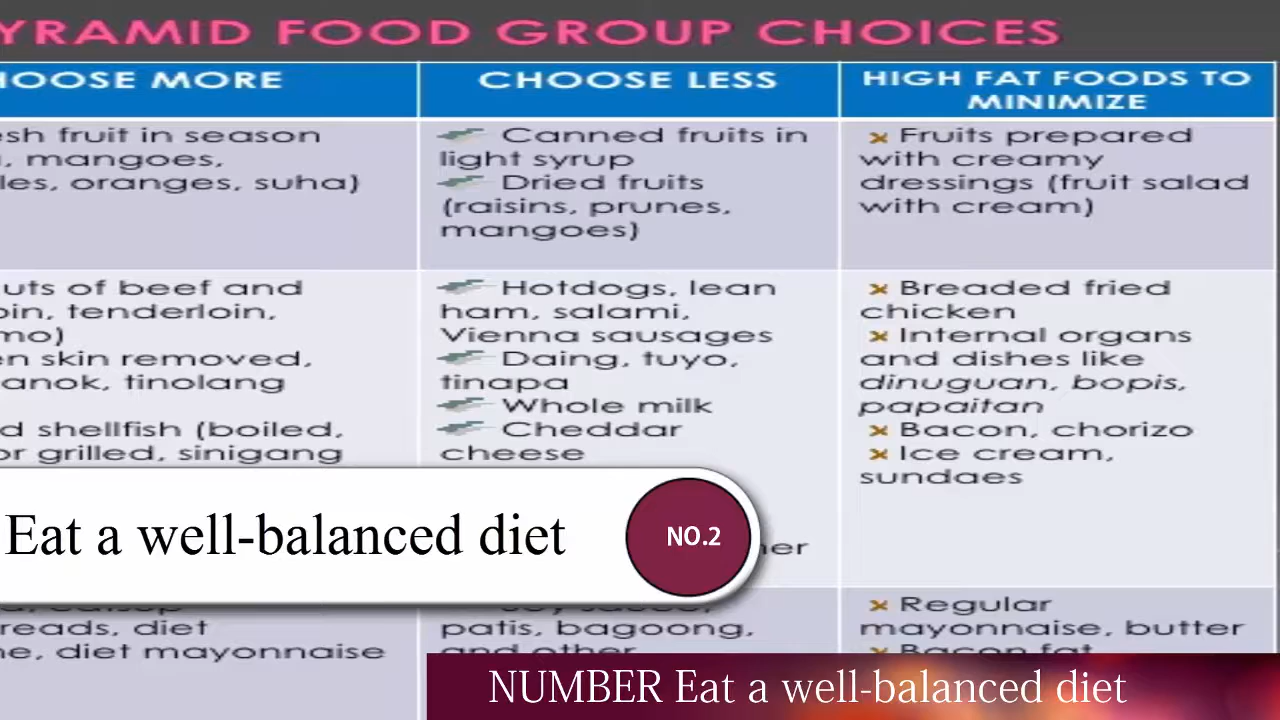 YRAMID FOOD GROUP CHOICES
HOOSE MORE
CHOOSE LESS
HIGH FAT FOODS TO
MINIMIZE
esh fruit in season
, mangoes,
les, oranges, suha)
Canned fruits in
light syrup
Dried fruits
(raisins, prunes,
mangoes)
Fruits prepared
with creamy
dressings (fruit salad
with cream)
uts of beef and
oin, tenderloin,
mo)
en skin removed,
anok, tinolang
d shellfish (boiled,
or grilled, sinigang
Hotdogs, lean
ham, salami,
Vienna sausages
Daing, tuyo,
tinapa
Whole milk
Cheddar
cheese
her
Breaded fried
chicken
Internal organs
and dishes like
dinuguan, bopis,
papaitan
Bacon, chorizo
Ice cream,
sundaes
Eat a well-balanced diet
NO.2
reads, diet
ne, diet mayonnaise
patis, bagoong,
and other
Regular
mayonnaise, butter
Bacon fat
NUMBER Eat a well-balanced diet